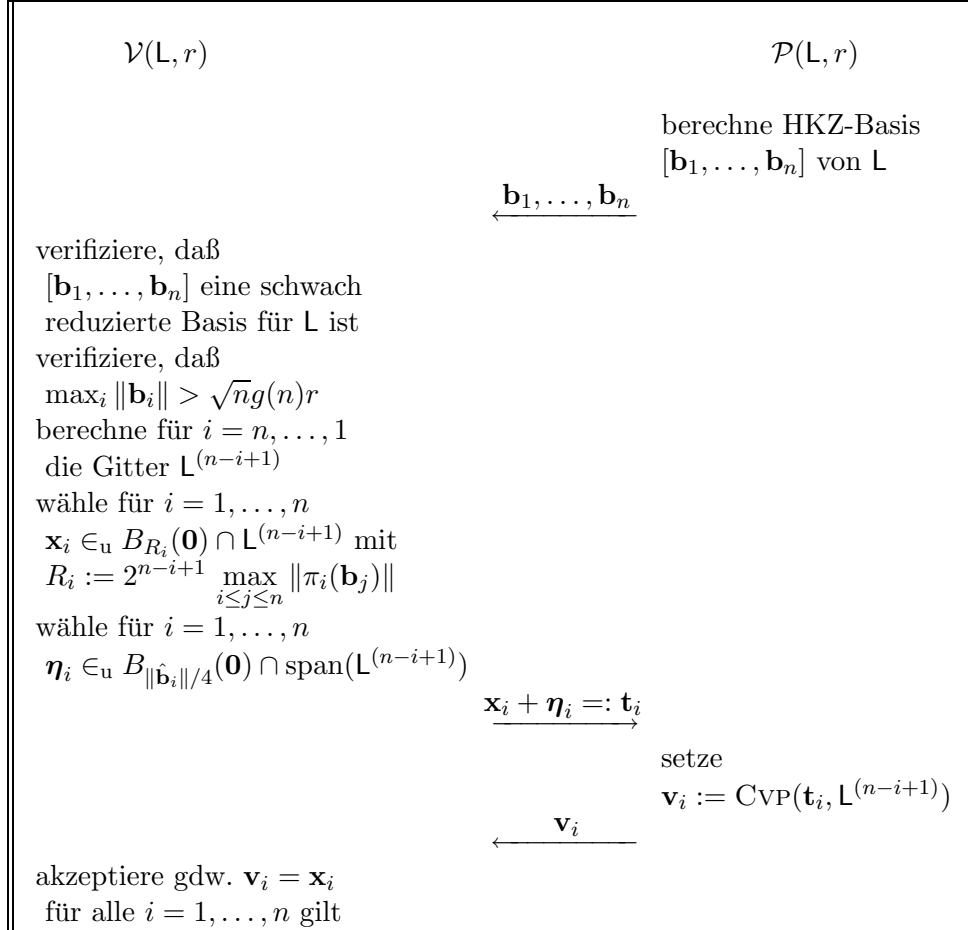 𝒱(L, r) 𝒫(L, r)
berechne HKZ-Basis
[b₁, . . . , bₙ] von L
b₁, . . . , bₙ
verifiziere, daß
[b₁, . . . , bₙ] eine schwach
reduzierte Basis für L ist
verifiziere, daß
maxᵢ ‖bᵢ‖ > √n g(n)r
berechne für i = n, . . . , 1
die Gitter L⁽ⁿ⁻ⁱ⁺¹⁾
wähle für i = 1, . . . , n
xᵢ ∈ᵤ B_{Rᵢ}(0) ∩ L⁽ⁿ⁻ⁱ⁺¹⁾ mit
Rᵢ := 2ⁿ⁻ⁱ⁺¹ max_{i≤j≤n} ‖πᵢ(bⱼ)‖
wähle für i = 1, . . . , n
ηᵢ ∈ᵤ B_{‖b̂ᵢ‖/4}(0) ∩ span(L⁽ⁿ⁻ⁱ⁺¹⁾)
xᵢ + ηᵢ =: tᵢ
setze
vᵢ := CVP(tᵢ, L⁽ⁿ⁻ⁱ⁺¹⁾)
vᵢ
akzeptiere gdw. vᵢ = xᵢ
für alle i = 1, . . . , n gilt